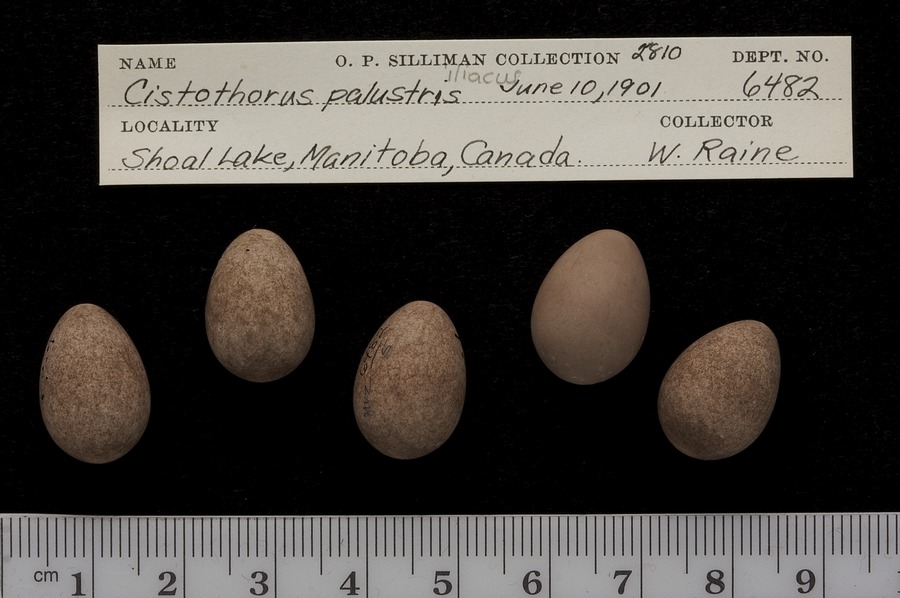 NAME O. P. SILLIMAN COLLECTION 2810 DEPT. NO.
iliacus
Cistothorus palustris June 10, 1901 6482
LOCALITY COLLECTOR
Shoal Lake, Manitoba, Canada. W. Raine
cm 1 2 3 4 5 6 7 8 9